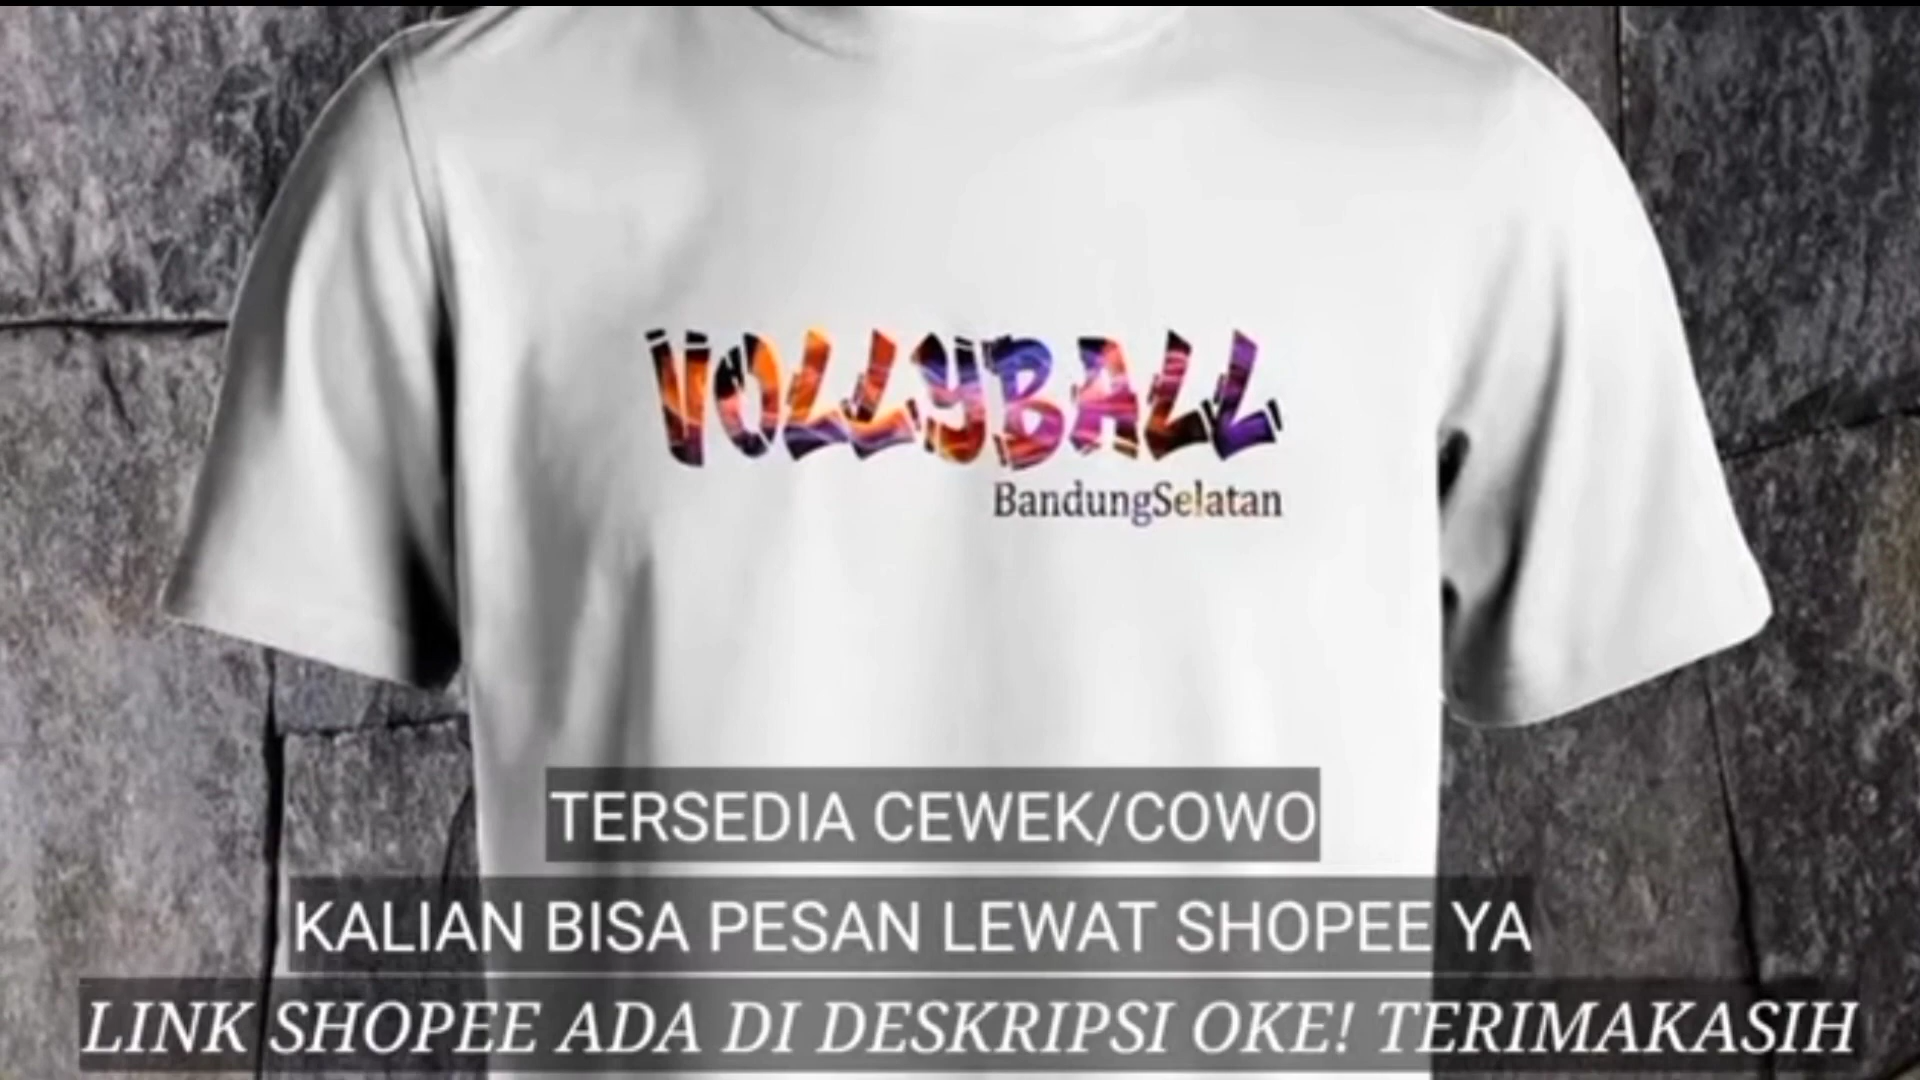 VOLLYBALL
BandungSelatan
TERSEDIA CEWEK/COWO
KALIAN BISA PESAN LEWAT SHOPEE YA
LINK SHOPEE ADA DI DESKRIPSI OKE! TERIMAKASIH